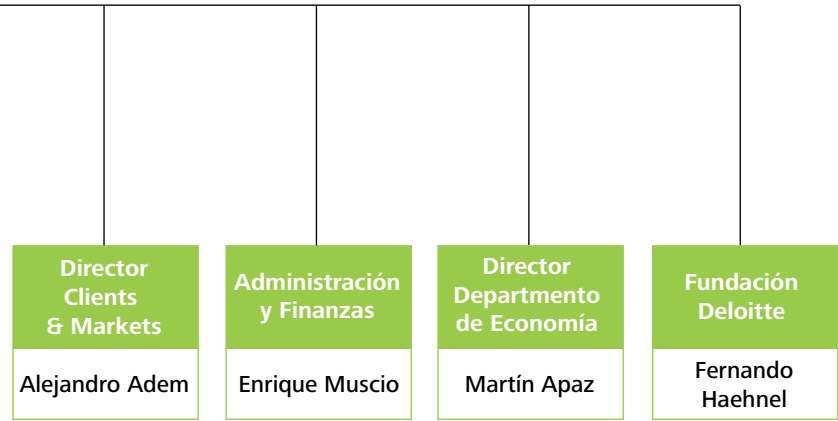 Director
Clients
& Markets
Alejandro Adem
Administración
y Finanzas
Enrique Muscio
Director
Departmento
de Economía
Martín Apaz
Fundación
Deloitte
Fernando
Haehnel